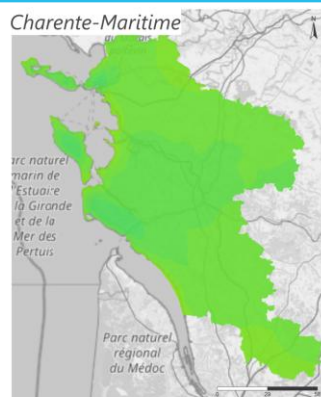 Charente-Maritime
N
arc naturel
marin de
Estuaire
la Gironde
et de la
Mer des
Pertuis
Parc naturel
régional
du Médoc
0